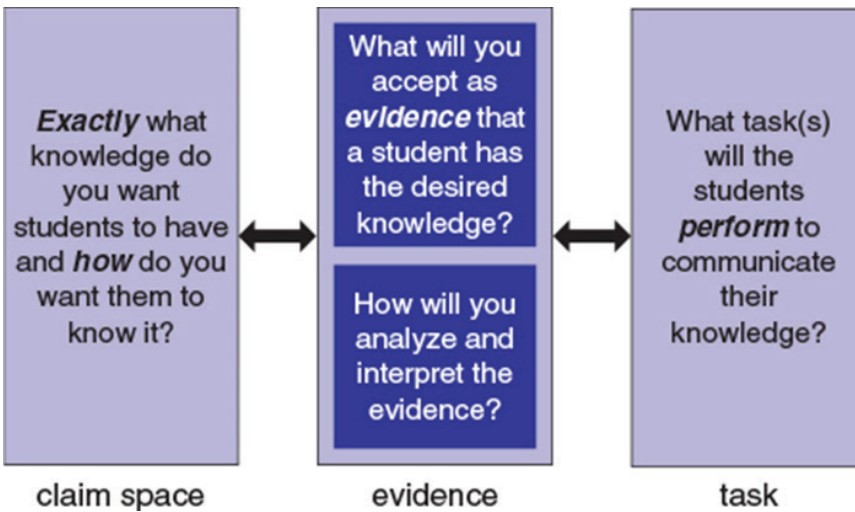 Exactly what
knowledge do
you want
students to have
and how do you
want them to
know it?
What will you
accept as
evidence that
a student has
the desired
knowledge?
How will you
analyze and
interpret the
evidence?
What task(s)
will the
students
perform to
communicate
their
knowledge?
claim space
evidence
task